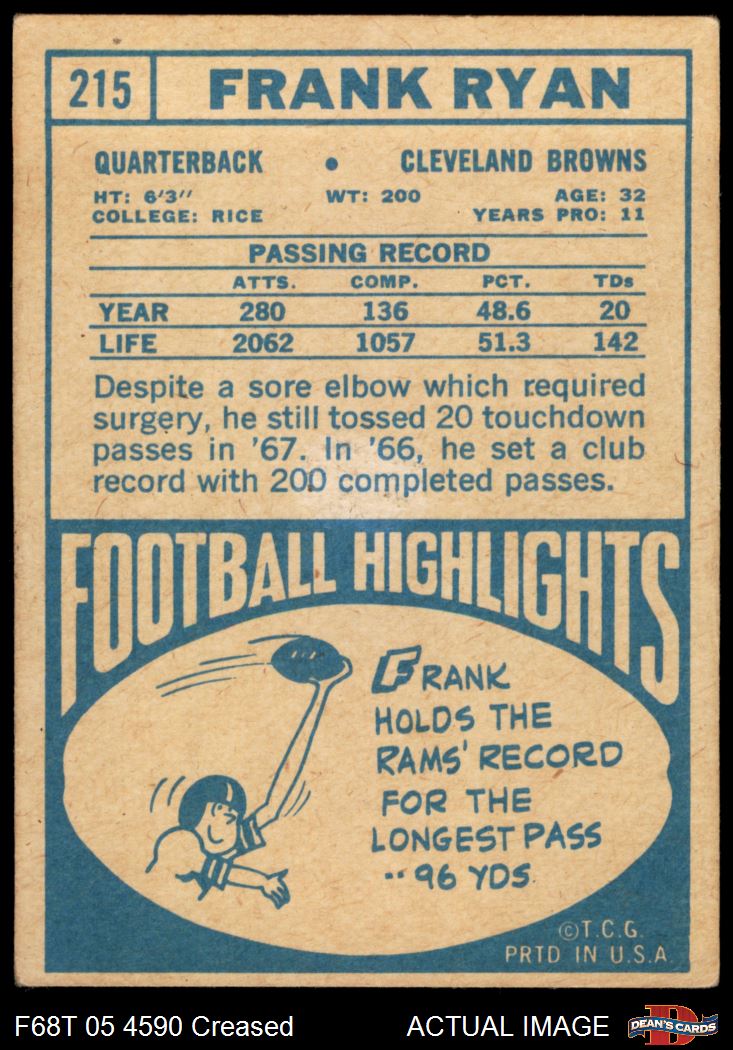 215 FRANK RYAN
QUARTERBACK • CLEVELAND BROWNS
HT: 6'3" WT: 200 AGE: 32
COLLEGE: RICE YEARS PRO: 11
PASSING RECORD
ATTS. COMP. PCT. TDs
YEAR 280 136 48.6 20
LIFE 2062 1057 51.3 142
Despite a sore elbow which required
surgery, he still tossed 20 touchdown
passes in '67. In '66, he set a club
record with 200 completed passes.
FOOTBALL HIGHLIGHTS
FRANK
HOLDS THE
RAMS' RECORD
FOR THE
LONGEST PASS
..96 YDS.
©T.C.G.
PRTD IN U.S.A.
F68T 05 4590 Creased ACTUAL IMAGE D DEAN'S CARDS